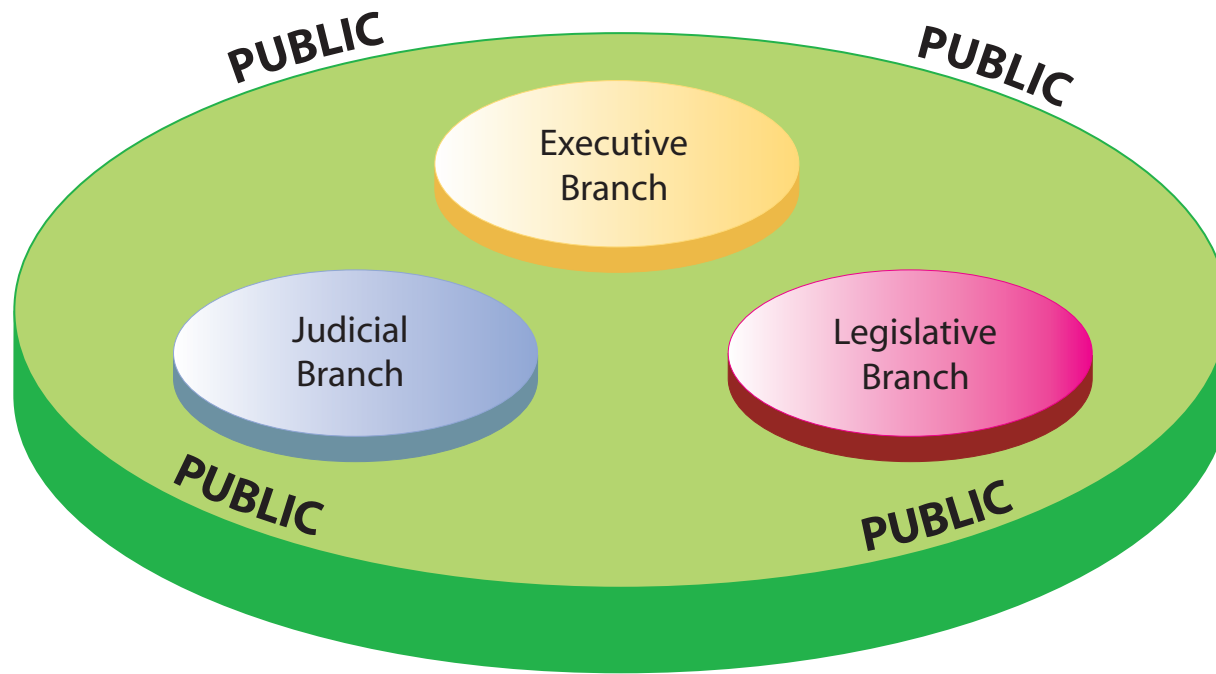 PUBLIC
PUBLIC
Executive
Branch
Judicial
Branch
Legislative
Branch
PUBLIC
PUBLIC